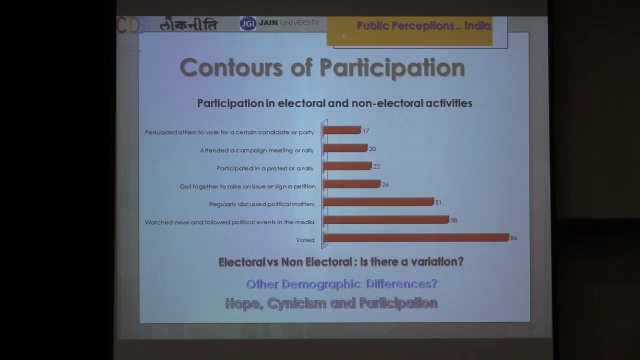 लोकनीति JGI JAIN UNIVERSITY
Public Perceptions.. India
Contours of Participation
Participation in electoral and non-electoral activities
Persuaded others to vote for a certain candidate or party 17
Attended a campaign meeting or rally 20
Participated in a protest or a rally 22
Got together to raise an issue or sign a petition 26
Regularly discussed political matters 51
Watched news and followed political events in the media 58
Voted 86
Electoral vs Non Electoral : is there a variation?
Other Demographic Differences?
Hope, Cynicism and Participation